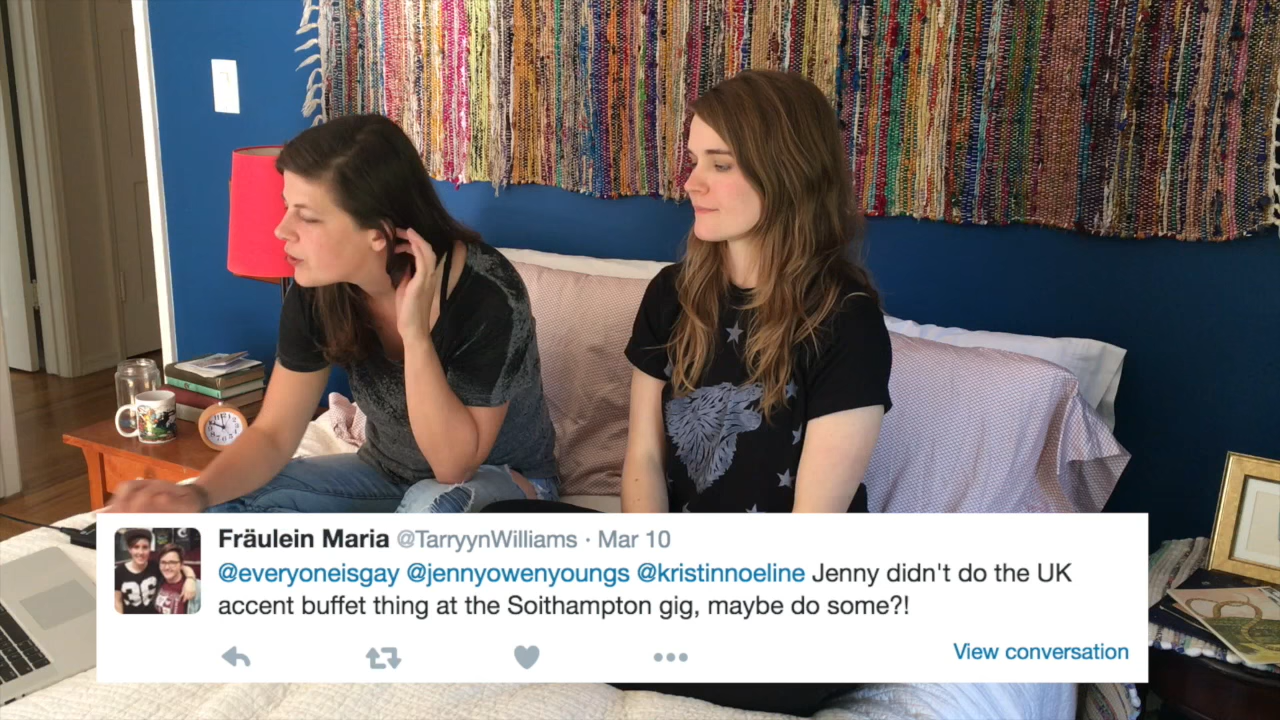 Fräulein Maria @TarryynWilliams · Mar 10
@everyoneisgay @jennyowenyoungs @kristinnoeline Jenny didn't do the UK
accent buffet thing at the Soithampton gig, maybe do some?!
View conversation